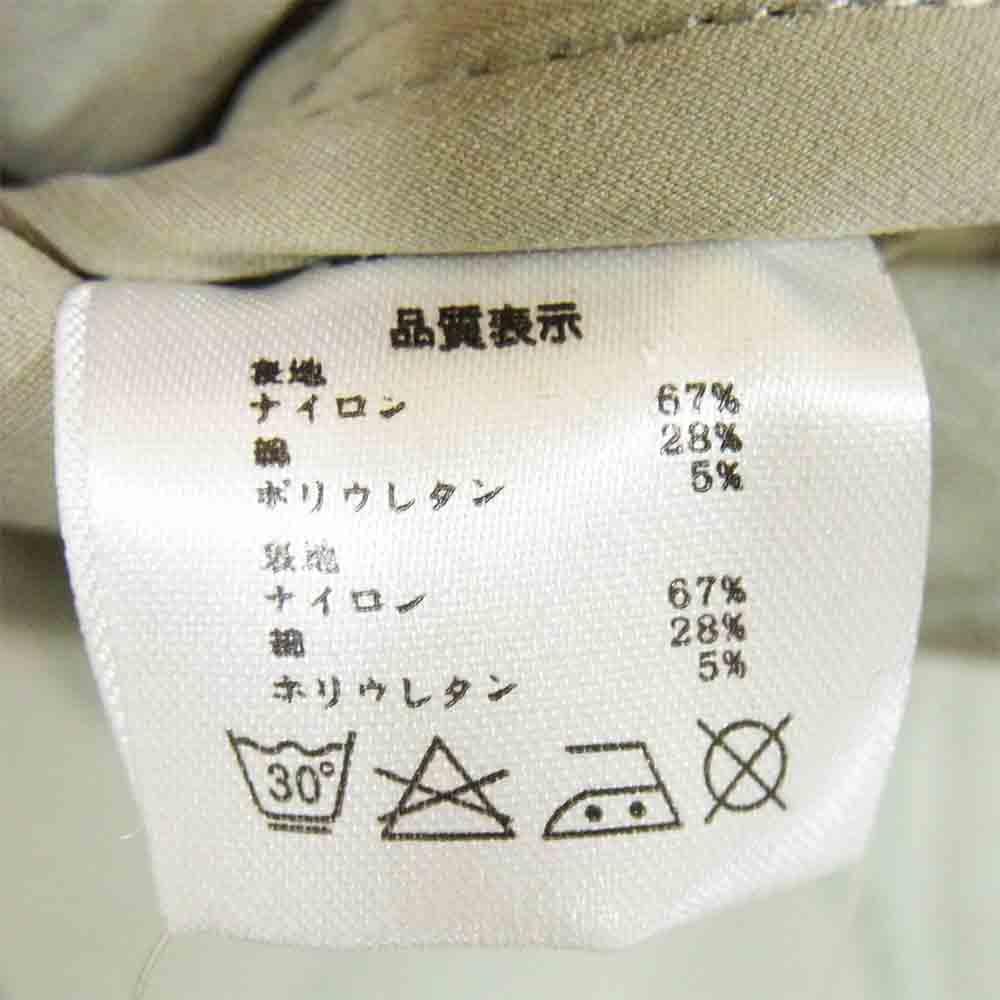 品質表示
表地
ナイロン 67%
綿 28%
ポリウレタン 5%
表地
ナイロン 67%
綿 28%
ポリウレタン 5%
30°